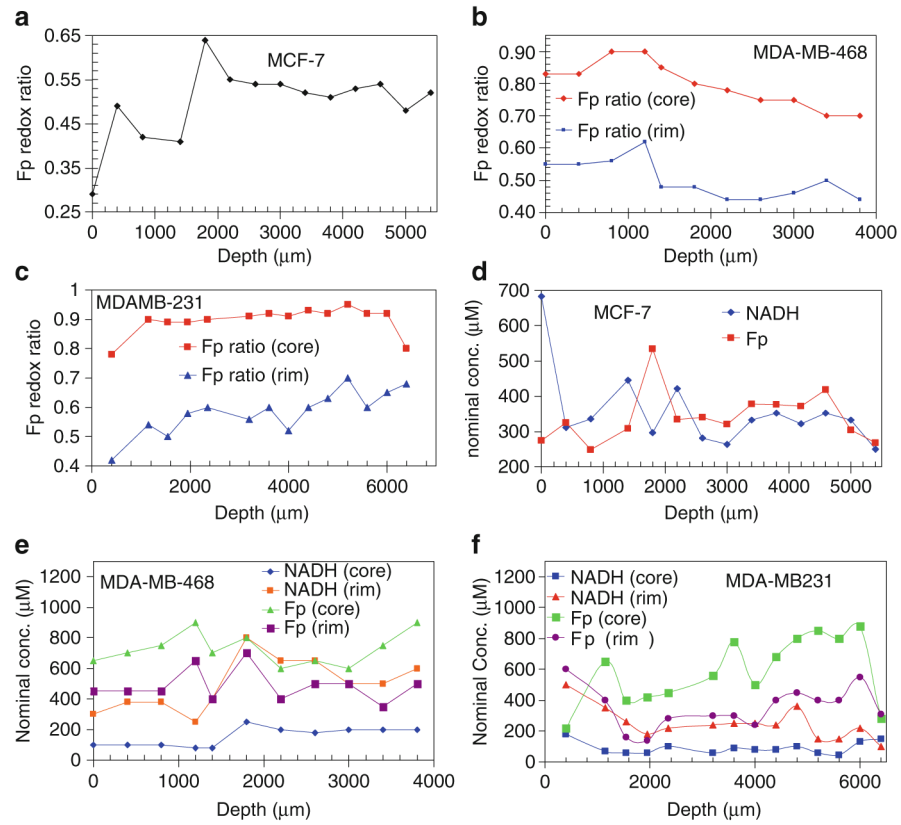 a
MCF-7
Fp redox ratio
0.65
0.55
0.45
0.35
0.25
0 1000 2000 3000 4000 5000
Depth (μm)
b
MDA-MB-468
Fp redox ratio
0.90
0.80
0.70
0.60
0.50
0.40
Fp ratio (core)
Fp ratio (rim)
0 1000 2000 3000 4000
Depth (μm)
c
MDAMB-231
Fp redox ratio
1
0.9
0.8
0.7
0.6
0.5
0.4
Fp ratio (core)
Fp ratio (rim)
0 2000 4000 6000
Depth (μm)
d
MCF-7
NADH
Fp
nominal conc. (μM)
700
600
500
400
300
200
0 1000 2000 3000 4000 5000
Depth (μm)
e
MDA-MB-468
NADH (core)
NADH (rim)
Fp (core)
Fp (rim)
Nominal conc. (μM)
1200
1000
800
600
400
200
0
0 1000 2000 3000 4000
Depth (μm)
f
NADH (core)
NADH (rim)
Fp (core)
Fp (rim )
MDA-MB231
Nominal Conc. (μM)
1200
1000
800
600
400
200
0
0 2000 4000 6000
Depth (μm)